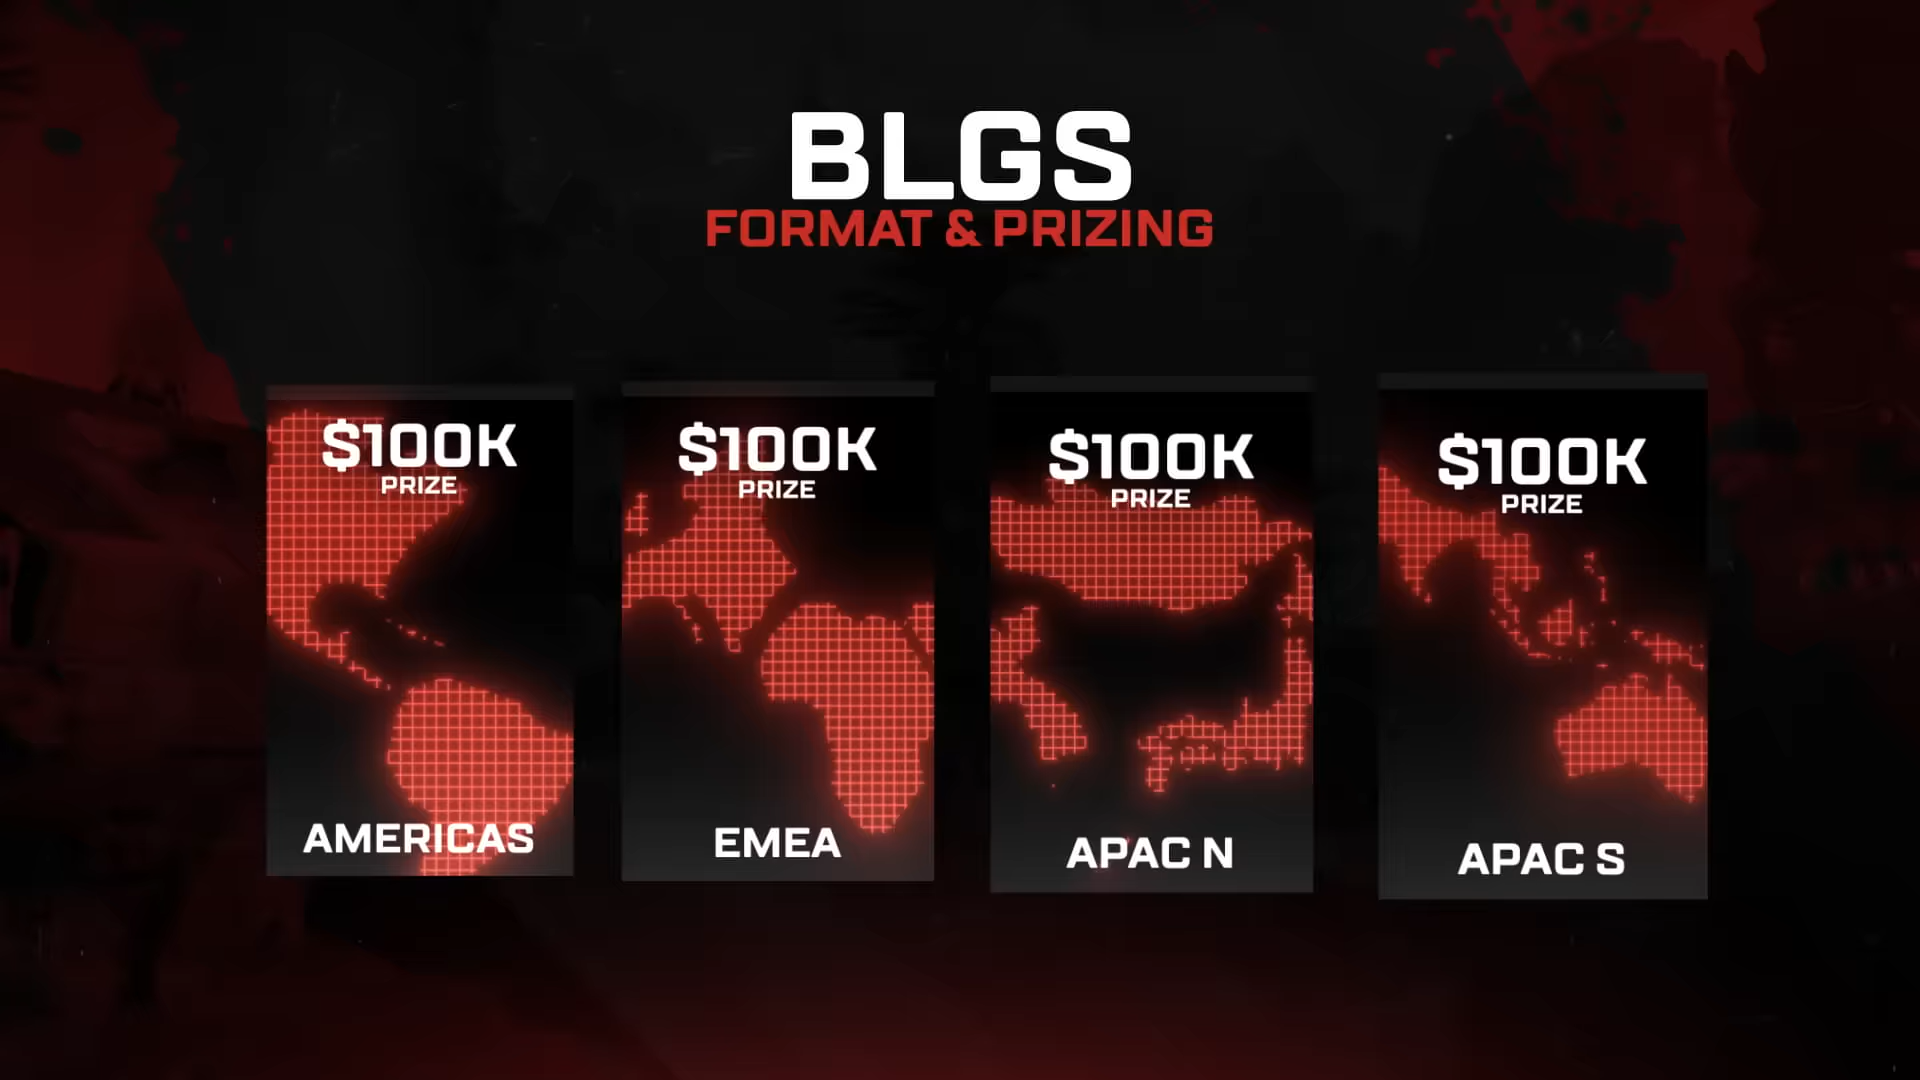 BLGS
FORMAT & PRIZING
$100K
PRIZE
AMERICAS
$100K
PRIZE
EMEA
$100K
PRIZE
APAC N
$100K
PRIZE
APAC S